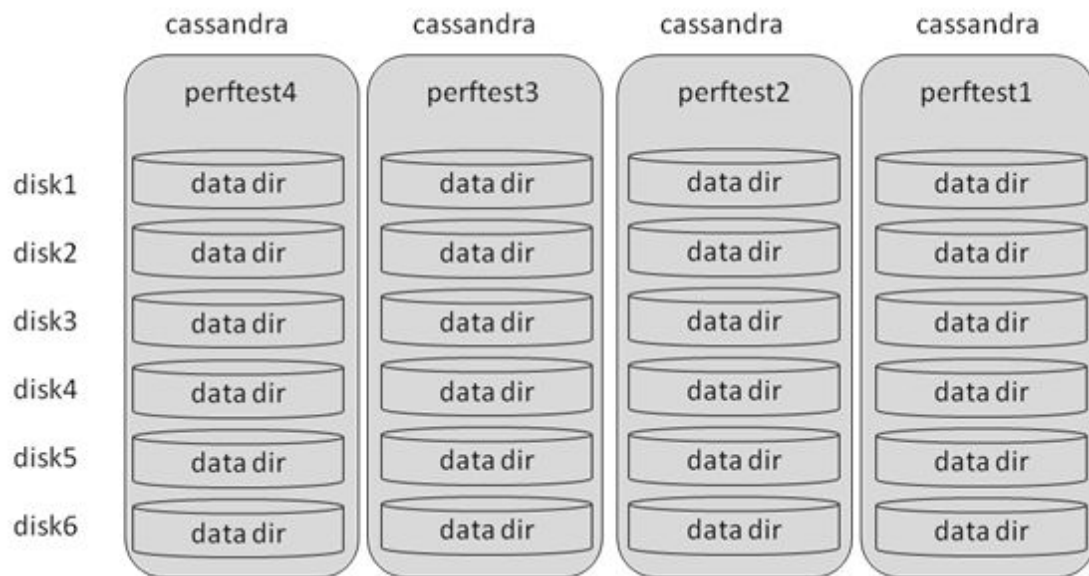 cassandra cassandra cassandra cassandra
perftest4 perftest3 perftest2 perftest1
disk1 data dir data dir data dir data dir
disk2 data dir data dir data dir data dir
disk3 data dir data dir data dir data dir
disk4 data dir data dir data dir data dir
disk5 data dir data dir data dir data dir
disk6 data dir data dir data dir data dir